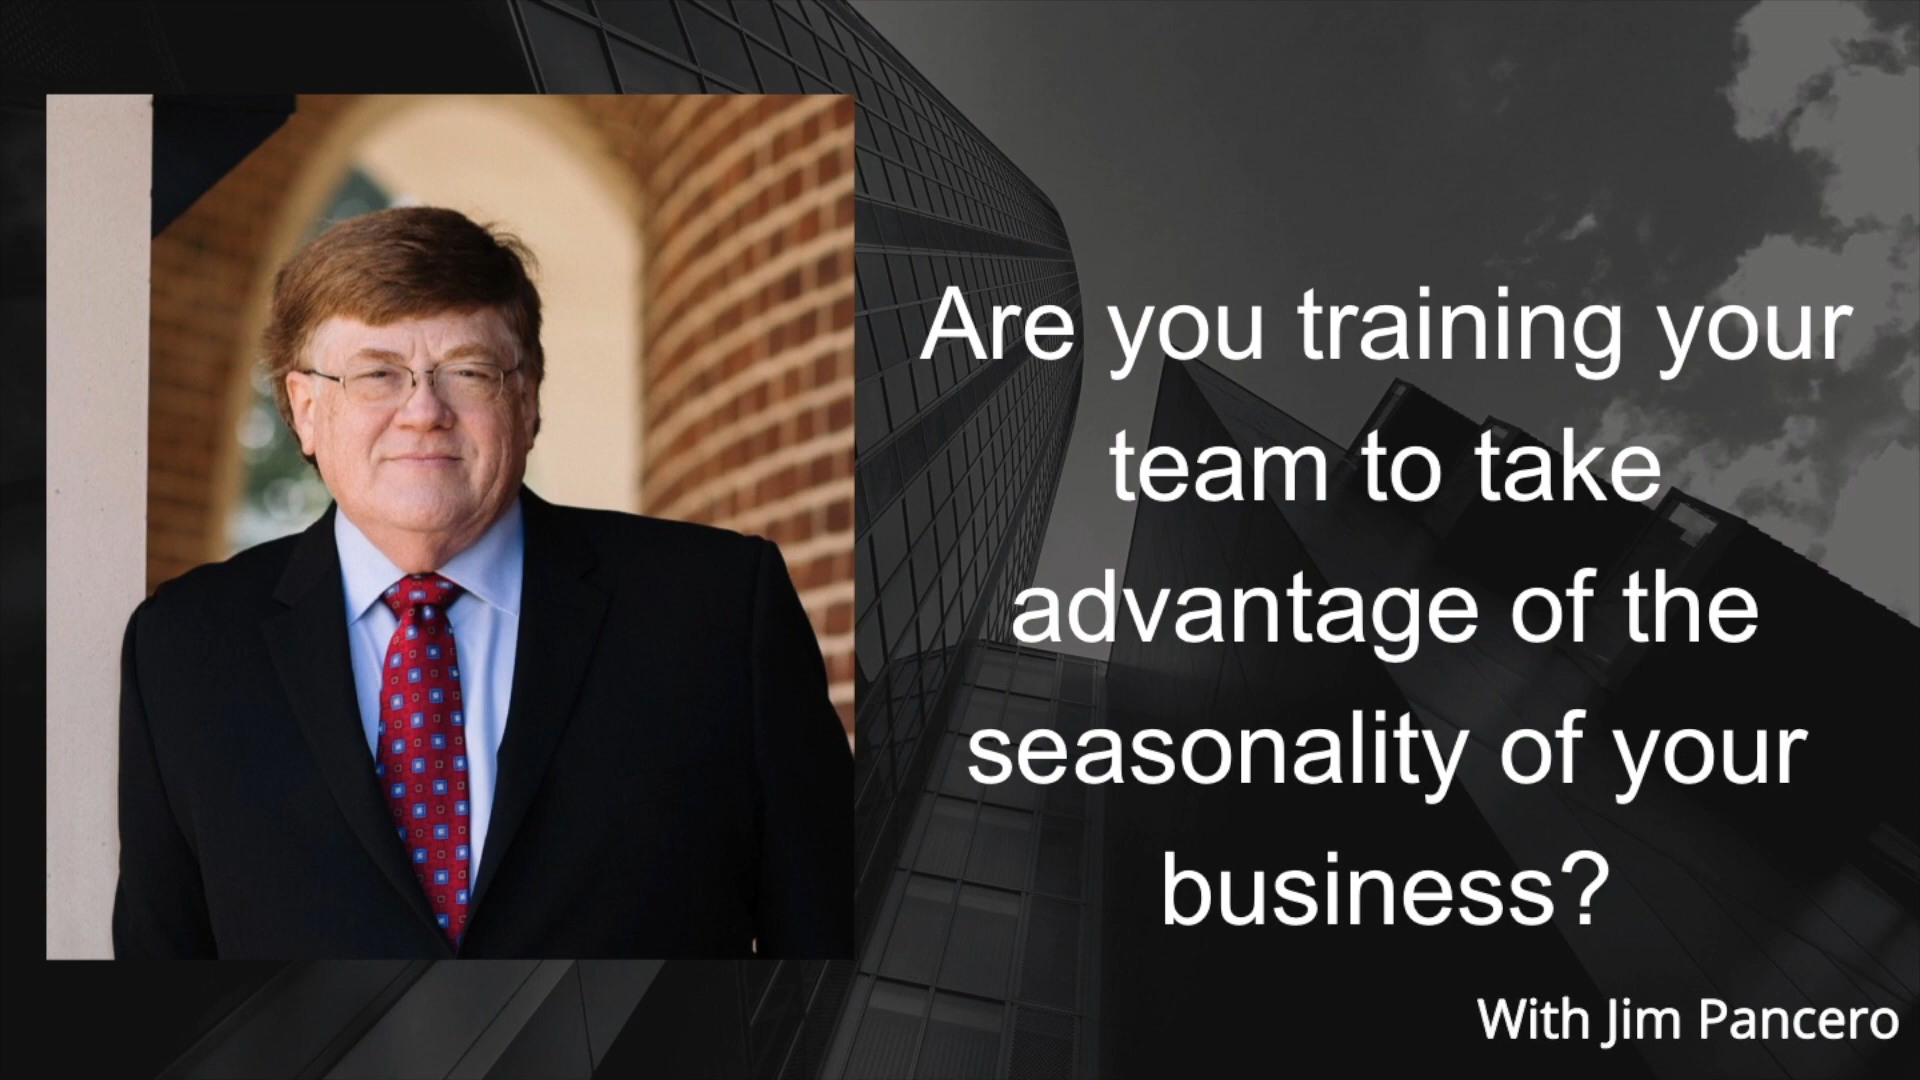 Are you training your
team to take
advantage of the
seasonality of your
business?
With Jim Pancero